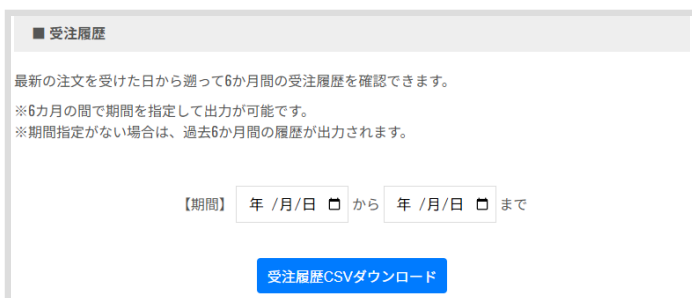 ■ 受注履歴
最新の注文を受けた日から遡って6か月間の受注履歴を確認できます。
※6カ月の間で期間を指定して出力が可能です。
※期間指定がない場合は、過去6か月間の履歴が出力されます。
【期間】 年 /月/日 から 年 /月/日 まで
受注履歴CSVダウンロード